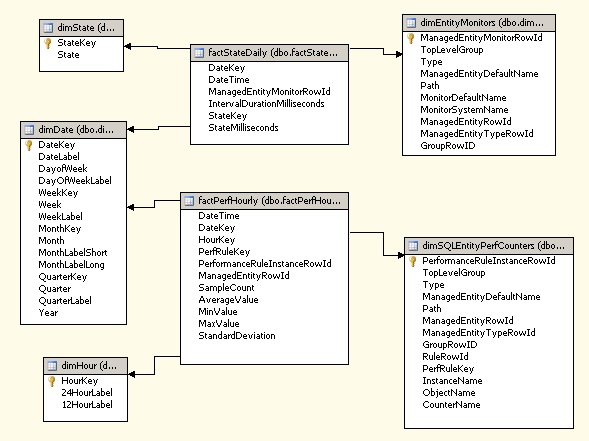 dimState (d...
StateKey
State
factStateDaily (dbo.factState...
DateKey
DateTime
ManagedEntityMonitorRowId
IntervalDurationMilliseconds
StateKey
StateMilliseconds
dimEntityMonitors (dbo.dim...
ManagedEntityMonitorRowId
TopLevelGroup
Type
ManagedEntityDefaultName
Path
MonitorDefaultName
MonitorSystemName
ManagedEntityRowId
ManagedEntityTypeRowId
GroupRowID
dimDate (dbo.di...
DateKey
DateLabel
DayofWeek
DayOfWeekLabel
WeekKey
Week
WeekLabel
MonthKey
Month
MonthLabelShort
MonthLabelLong
QuarterKey
Quarter
QuarterLabel
Year
factPerfHourly (dbo.factPerfHou...
DateTime
DateKey
HourKey
PerfRuleKey
PerformanceRuleInstanceRowId
ManagedEntityRowId
SampleCount
AverageValue
MinValue
MaxValue
StandardDeviation
dimSQLEntityPerfCounters (dbo...
PerformanceRuleInstanceRowId
TopLevelGroup
Type
ManagedEntityDefaultName
Path
ManagedEntityRowId
ManagedEntityTypeRowId
GroupRowID
RuleRowId
PerfRuleKey
InstanceName
ObjectName
CounterName
dimHour (d...
HourKey
24HourLabel
12HourLabel